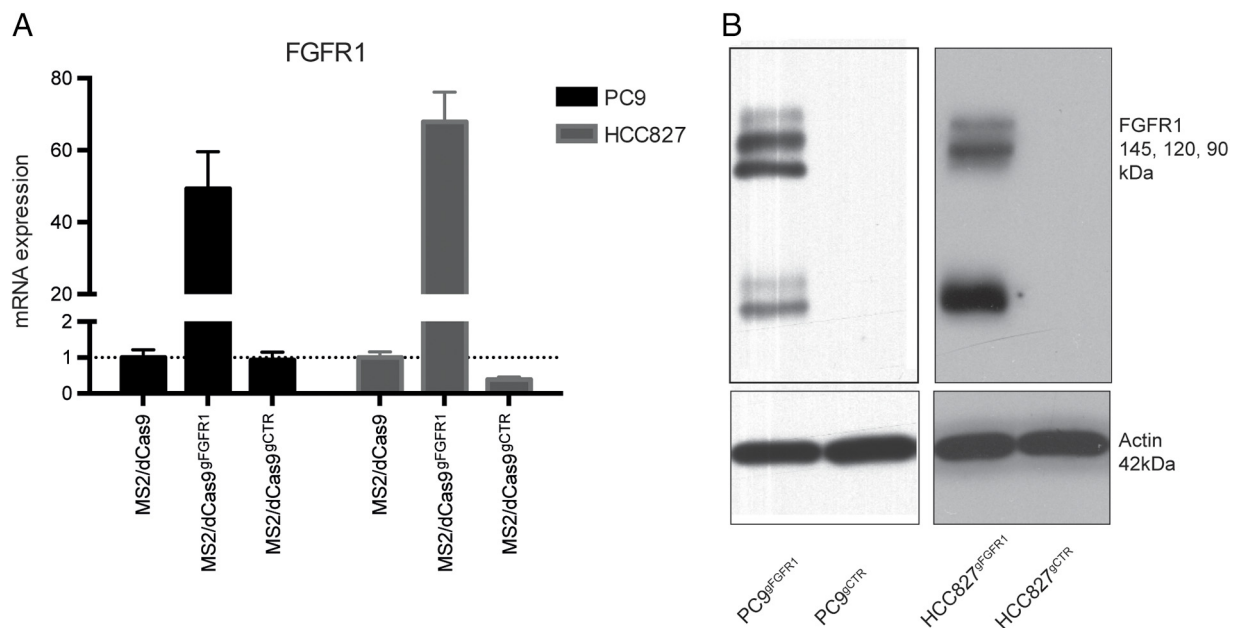 A
FGFR1
mRNA expression
80
60
40
20
2
1
0
PC9
HCC827
MS2/dCas9
MS2/dCas9gFGFR1
MS2/dCas9gCTR
MS2/dCas9
MS2/dCas9gFGFR1
MS2/dCas9gCTR
B
FGFR1
145, 120, 90
kDa
Actin
42kDa
PC9gFGFR1
PC9gCTR
HCC827gFGFR1
HCC827gCTR